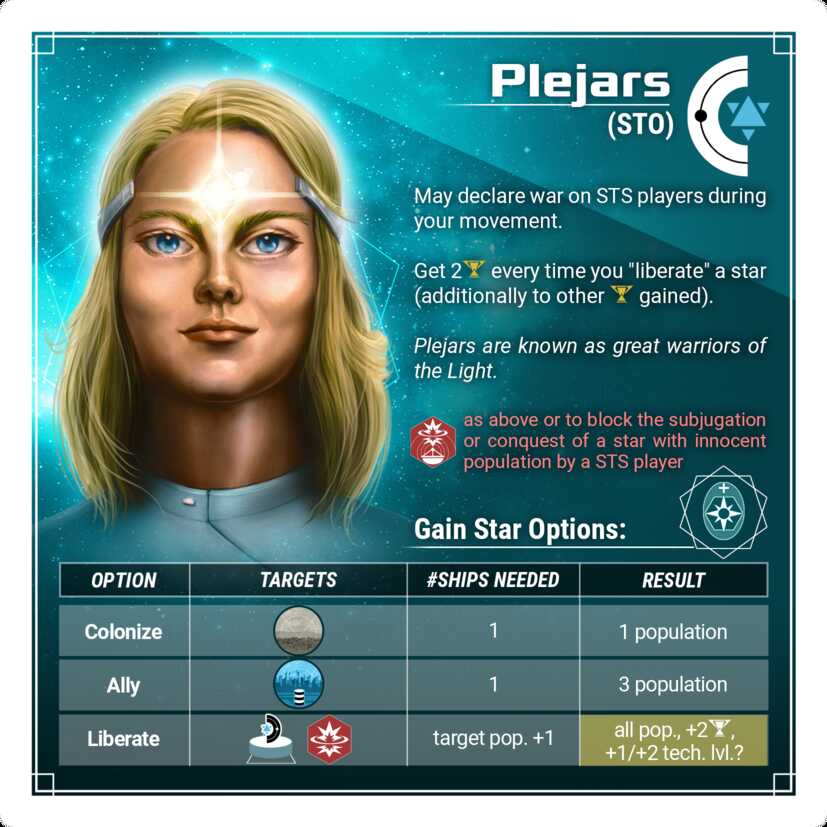 Plejars
(STO)
May declare war on STS players during
your movement.
Get 2 every time you "liberate" a star
(additionally to other gained).
Plejars are known as great warriors of
the Light.
as above or to block the subjugation
or conquest of a star with innocent
population by a STS player
Gain Star Options:
OPTION TARGETS #SHIPS NEEDED RESULT
Colonize 1 1 population
Ally 1 3 population
Liberate target pop. +1 all pop., +2 ,
+1/+2 tech. lvl.?